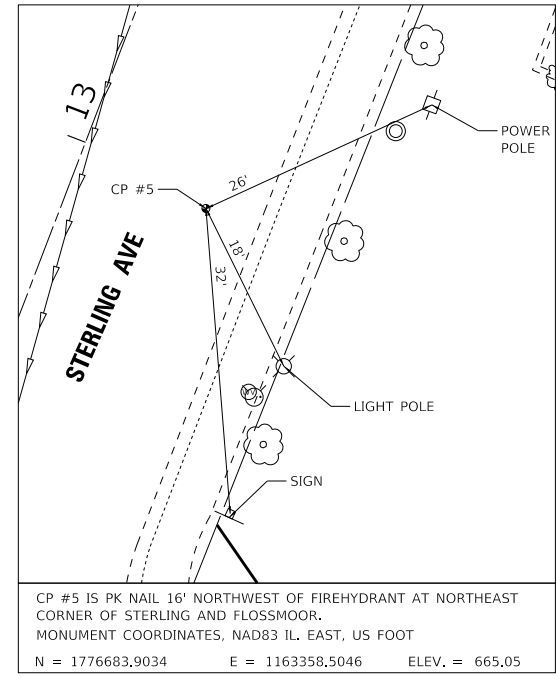 13
POWER
POLE
26'
CP #5
18'
32'
STERLING AVE
LIGHT POLE
SIGN
CP #5 IS PK NAIL 16' NORTHWEST OF FIREHYDRANT AT NORTHEAST
CORNER OF STERLING AND FLOSSMOOR.
MONUMENT COORDINATES, NAD83 IL. EAST, US FOOT
N = 1776683.9034 E = 1163358.5046 ELEV. = 665.05